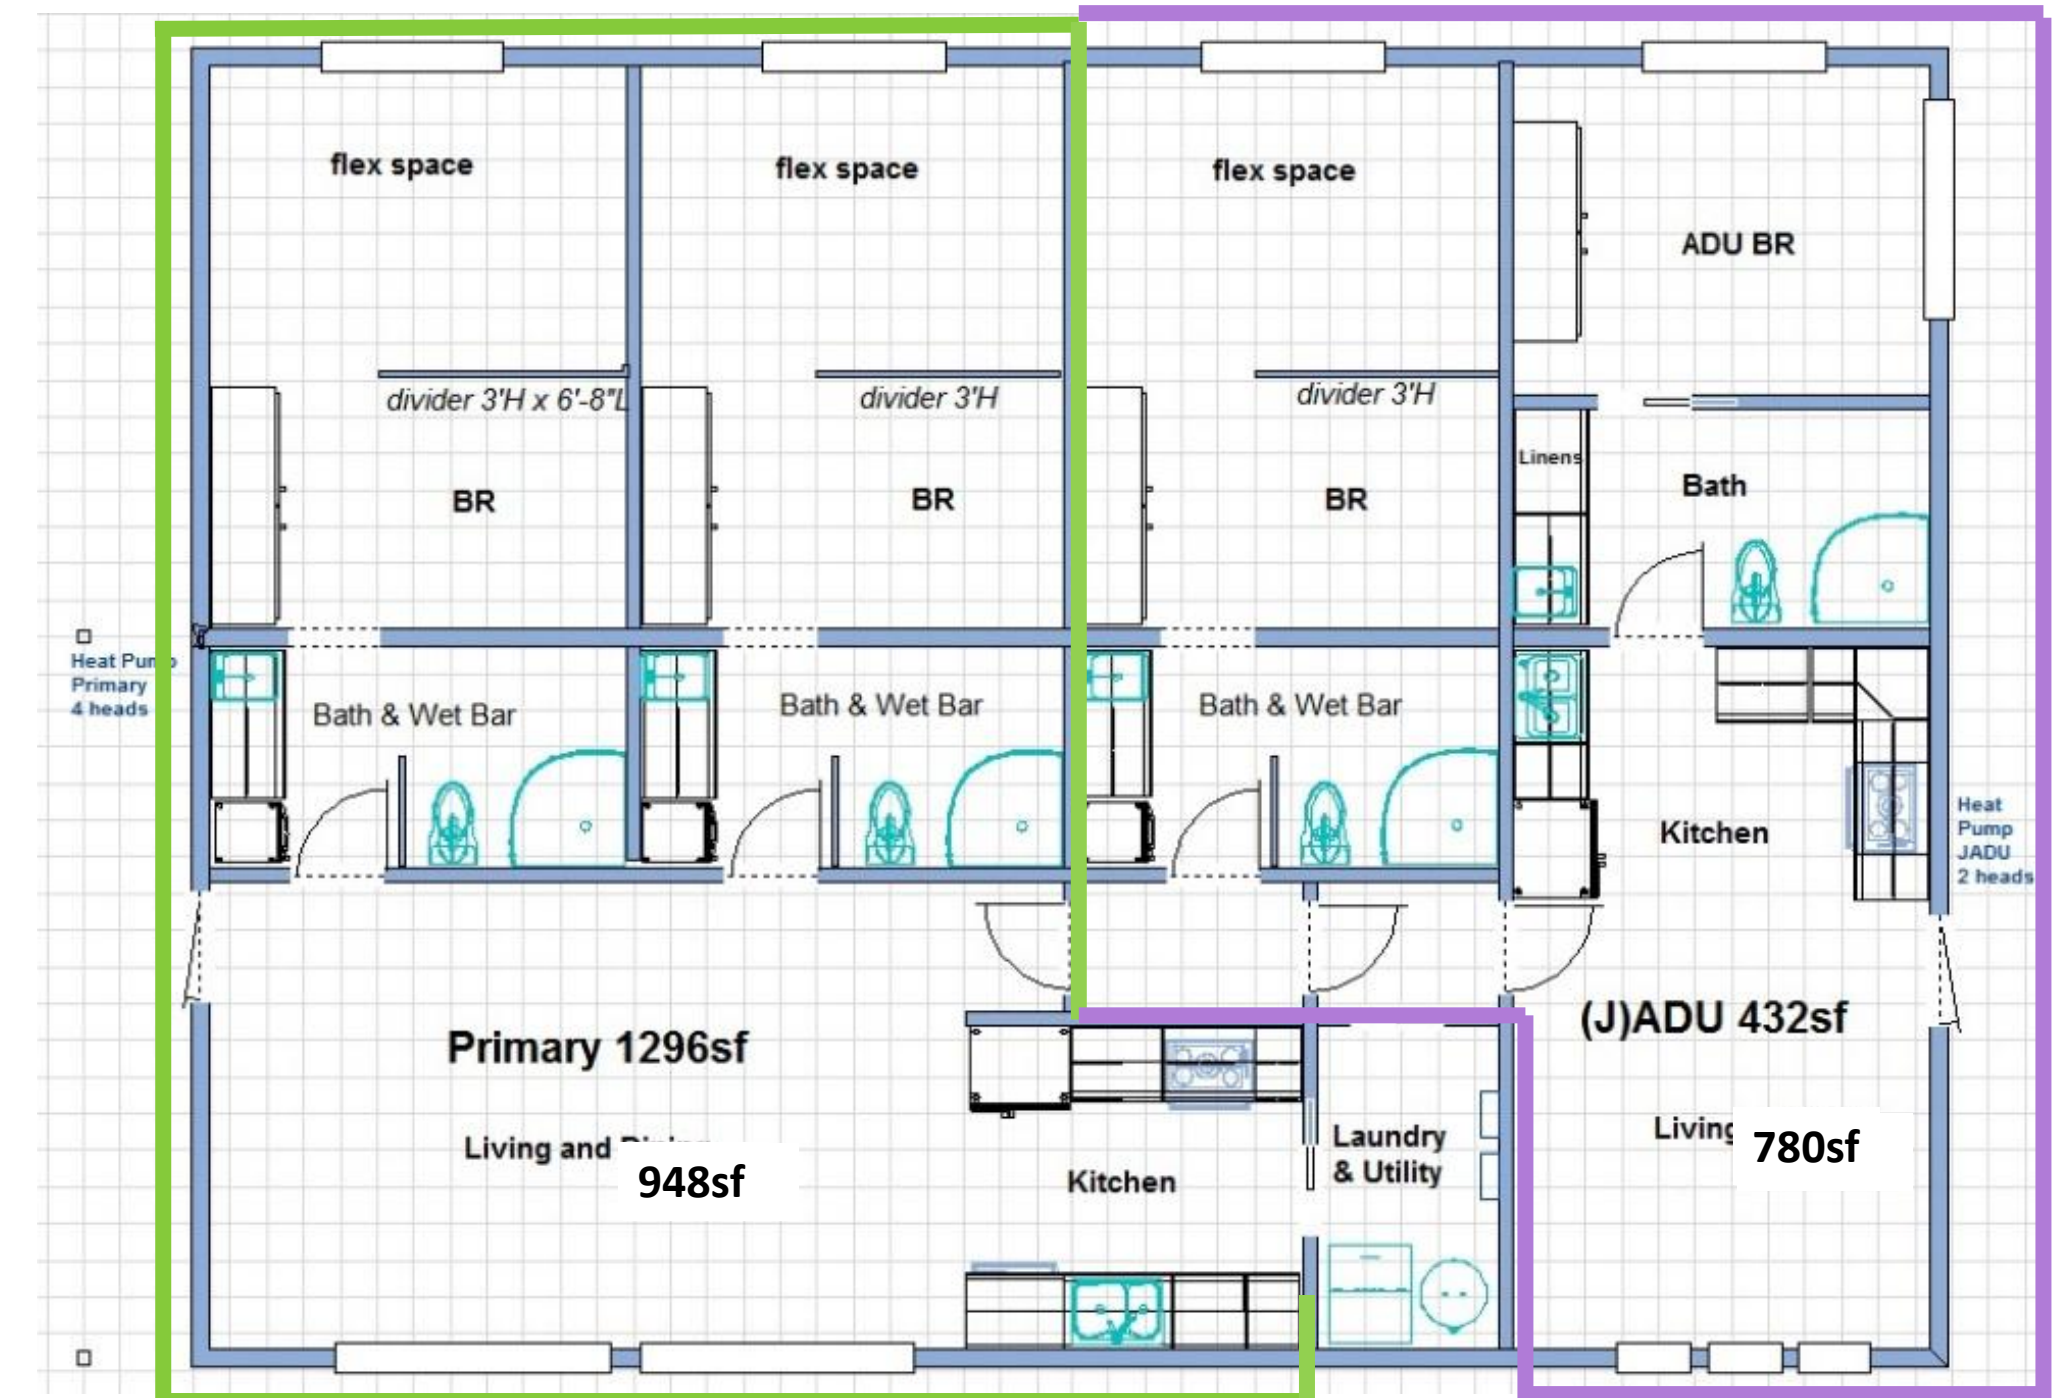 flex space
flex space
flex space
ADU BR
divider 3'H x 6'-8"L
divider 3'H
divider 3'H
Linens
BR
BR
BR
Bath
Heat Pump
Primary
4 heads
Bath & Wet Bar
Bath & Wet Bar
Bath & Wet Bar
Kitchen
Heat
Pump
JADU
2 heads
Primary 1296sf
(J)ADU 432sf
Living and
948sf
Kitchen
Laundry
& Utility
Living
780sf